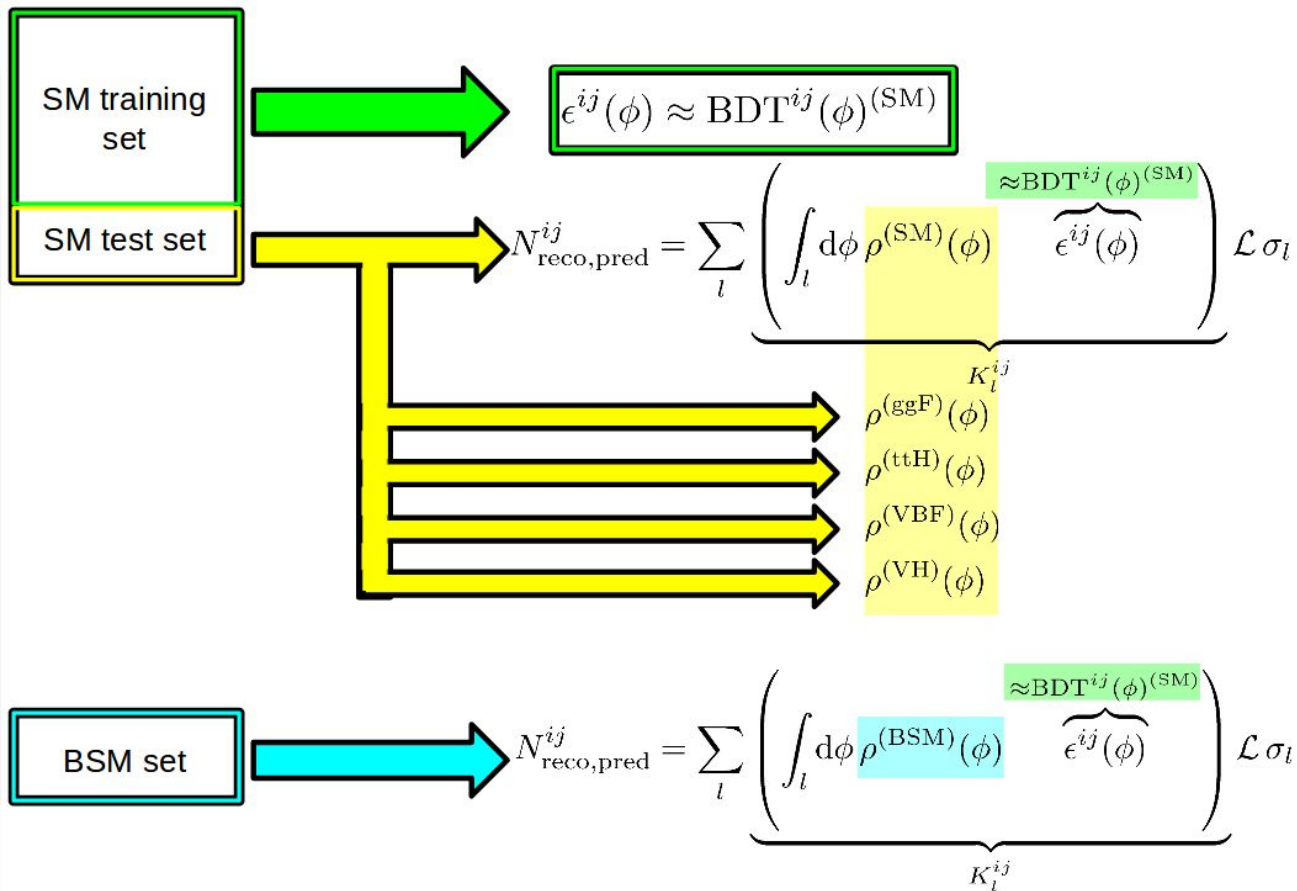 SM training
set
ϵ^{ij}(ϕ) ≈ BDT^{ij}(ϕ)^{(SM)}
SM test set
≈BDT^{ij}(ϕ)^{(SM)}
N^{ij}_{reco,pred} = ∑_l ( ∫_l dϕ ρ^{(SM)}(ϕ) ϵ^{ij}(ϕ) ) ℒ σ_l
K_l^{ij}
ρ^{(ggF)}(ϕ)
ρ^{(ttH)}(ϕ)
ρ^{(VBF)}(ϕ)
ρ^{(VH)}(ϕ)
BSM set
≈BDT^{ij}(ϕ)^{(SM)}
N^{ij}_{reco,pred} = ∑_l ( ∫_l dϕ ρ^{(BSM)}(ϕ) ϵ^{ij}(ϕ) ) ℒ σ_l
K_l^{ij}